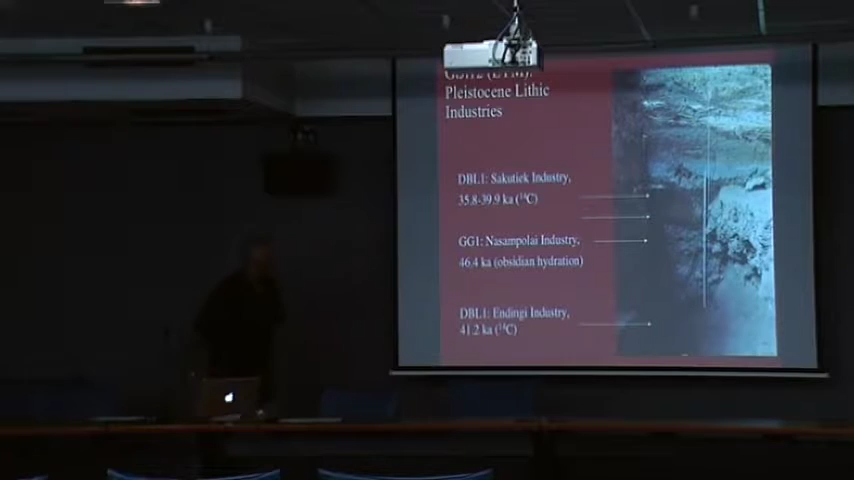 Pleistocene Lithic
Industries
DBL1: Sakutiek Industry,
35.8-39.9 ka (¹⁴C)
GG1: Nasampolai Industry,
46.4 ka (obsidian hydration)
DBL1: Endingi Industry,
41.2 ka (¹⁴C)